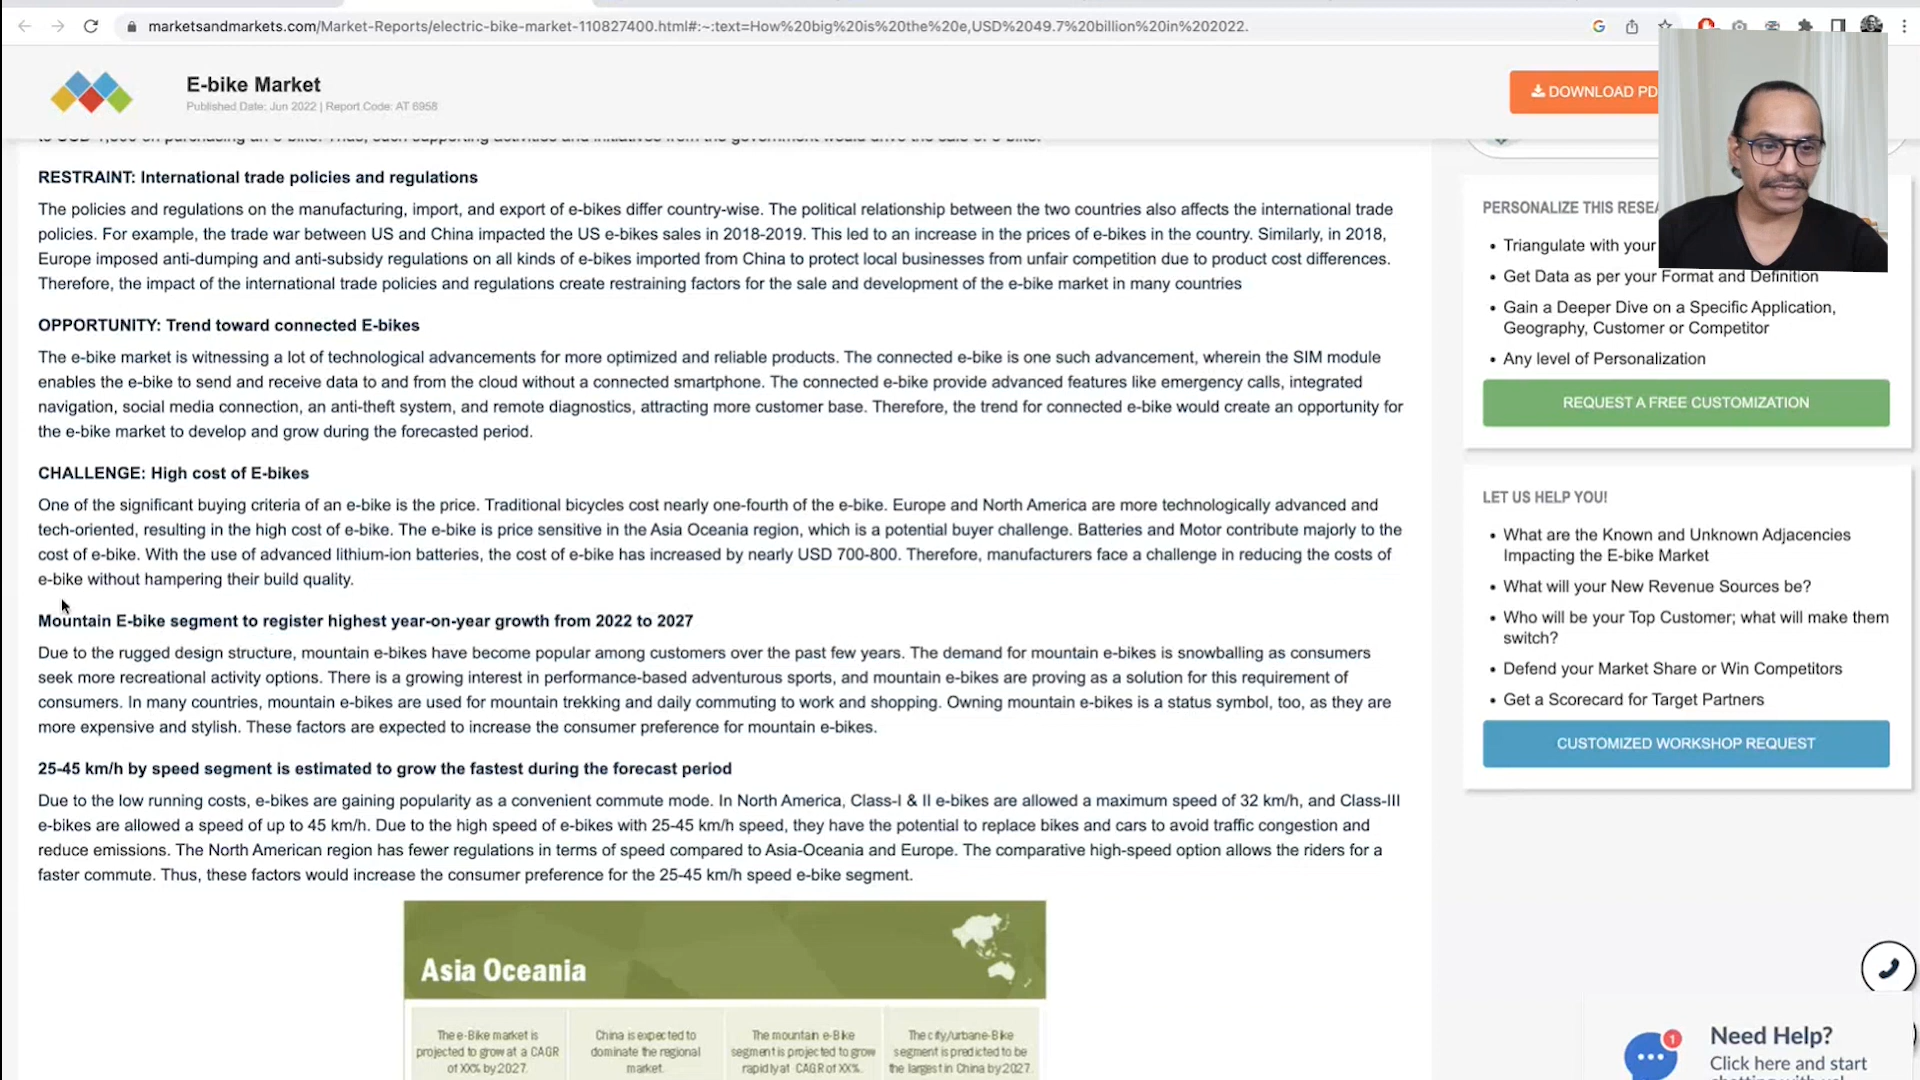 marketsandmarkets.com/Market-Reports/electric-bike-market-110827400.html#:~:text=How%20big%20is%20the%20e,USD%2049.7%20billion%20in%202022.
E-bike Market
Published Date: Jun 2022 | Report Code: AT 6958
DOWNLOAD PD
on purchasing an e-bike. Thus, such supporting activities and initiatives from the government would drive the sale of e-bike.
RESTRAINT: International trade policies and regulations
The policies and regulations on the manufacturing, import, and export of e-bikes differ country-wise. The political relationship between the two countries also affects the international trade
policies. For example, the trade war between US and China impacted the US e-bikes sales in 2018-2019. This led to an increase in the prices of e-bikes in the country. Similarly, in 2018,
Europe imposed anti-dumping and anti-subsidy regulations on all kinds of e-bikes imported from China to protect local businesses from unfair competition due to product cost differences.
Therefore, the impact of the international trade policies and regulations create restraining factors for the sale and development of the e-bike market in many countries
OPPORTUNITY: Trend toward connected E-bikes
The e-bike market is witnessing a lot of technological advancements for more optimized and reliable products. The connected e-bike is one such advancement, wherein the SIM module
enables the e-bike to send and receive data to and from the cloud without a connected smartphone. The connected e-bike provide advanced features like emergency calls, integrated
navigation, social media connection, an anti-theft system, and remote diagnostics, attracting more customer base. Therefore, the trend for connected e-bike would create an opportunity for
the e-bike market to develop and grow during the forecasted period.
CHALLENGE: High cost of E-bikes
One of the significant buying criteria of an e-bike is the price. Traditional bicycles cost nearly one-fourth of the e-bike. Europe and North America are more technologically advanced and
tech-oriented, resulting in the high cost of e-bike. The e-bike is price sensitive in the Asia Oceania region, which is a potential buyer challenge. Batteries and Motor contribute majorly to the
cost of e-bike. With the use of advanced lithium-ion batteries, the cost of e-bike has increased by nearly USD 700-800. Therefore, manufacturers face a challenge in reducing the costs of
e-bike without hampering their build quality.
Mountain E-bike segment to register highest year-on-year growth from 2022 to 2027
Due to the rugged design structure, mountain e-bikes have become popular among customers over the past few years. The demand for mountain e-bikes is snowballing as consumers
seek more recreational activity options. There is a growing interest in performance-based adventurous sports, and mountain e-bikes are proving as a solution for this requirement of
consumers. In many countries, mountain e-bikes are used for mountain trekking and daily commuting to work and shopping. Owning mountain e-bikes is a status symbol, too, as they are
more expensive and stylish. These factors are expected to increase the consumer preference for mountain e-bikes.
25-45 km/h by speed segment is estimated to grow the fastest during the forecast period
Due to the low running costs, e-bikes are gaining popularity as a convenient commute mode. In North America, Class-I & II e-bikes are allowed a maximum speed of 32 km/h, and Class-III
e-bikes are allowed a speed of up to 45 km/h. Due to the high speed of e-bikes with 25-45 km/h speed, they have the potential to replace bikes and cars to avoid traffic congestion and
reduce emissions. The North American region has fewer regulations in terms of speed compared to Asia-Oceania and Europe. The comparative high-speed option allows the riders for a
faster commute. Thus, these factors would increase the consumer preference for the 25-45 km/h speed e-bike segment.
Asia Oceania
The e-Bike market is
projected to grow at a CAGR
of XX% by 2027.
China is expected to
dominate the regional
market.
The mountain e-Bike
segment is projected to grow
rapidly at CAGR of XX%.
The city/urban e-Bike
segment is predicted to be
the largest in China by 2027.
PERSONALIZE THIS RESEA
Triangulate with your
Get Data as per your Format and Definition
Gain a Deeper Dive on a Specific Application,
Geography, Customer or Competitor
Any level of Personalization
REQUEST A FREE CUSTOMIZATION
LET US HELP YOU!
What are the Known and Unknown Adjacencies
Impacting the E-bike Market
What will your New Revenue Sources be?
Who will be your Top Customer; what will make them
switch?
Defend your Market Share or Win Competitors
Get a Scorecard for Target Partners
CUSTOMIZED WORKSHOP REQUEST
1
Need Help?
Click here and start